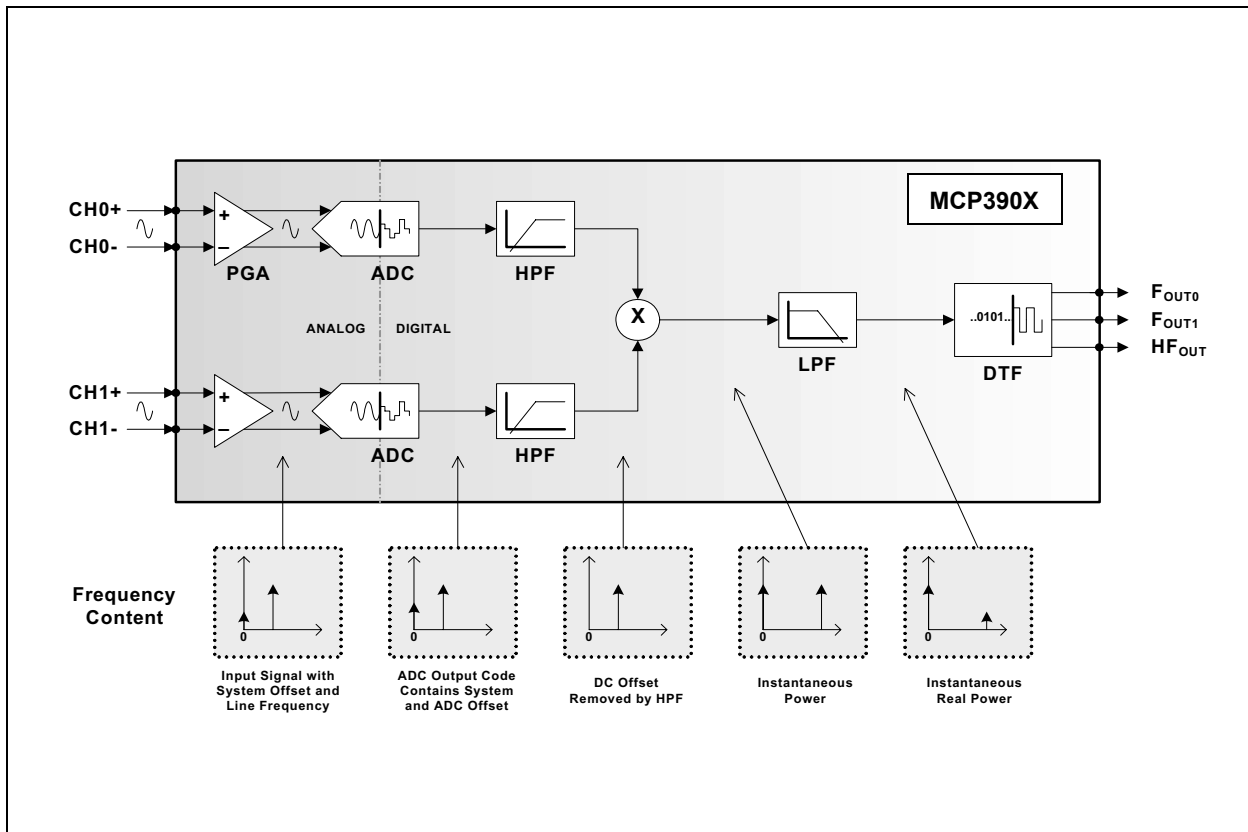 MCP390X
CH0+
CH0-
+
–
PGA
ADC
HPF
ANALOG
DIGITAL
X
LPF
..0101..
DTF
FOUT0
FOUT1
HFOUT
CH1+
CH1-
+
–
ADC
HPF
Frequency
Content
0
0
0
0
0
Input Signal with
System Offset and
Line Frequency
ADC Output Code
Contains System
and ADC Offset
DC Offset
Removed by HPF
Instantaneous
Power
Instantaneous
Real Power